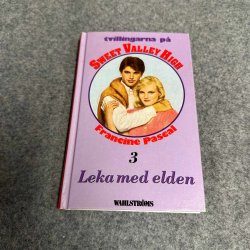 tvillingarna på
SWEET VALLEY HIGH
Francine Pascal
3
Leka med elden
WAHLSTRÖMS